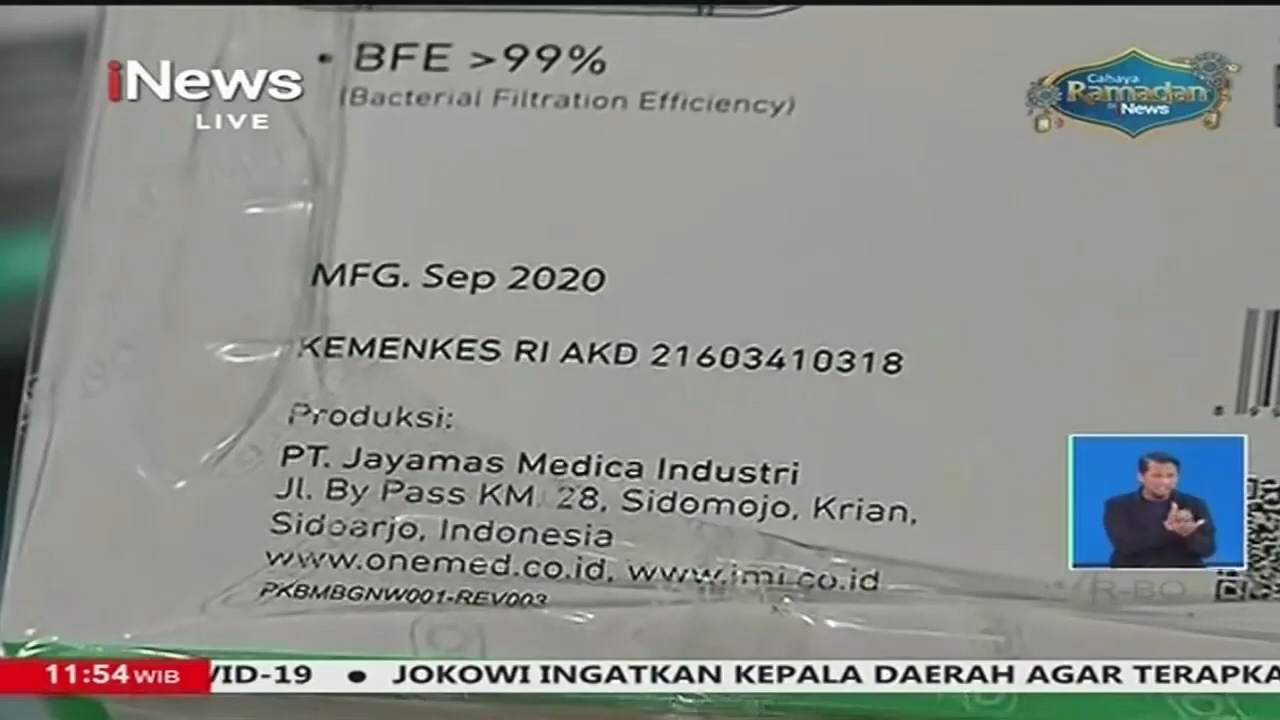 iNews
LIVE
Cahaya
Ramadan
di iNews
• BFE >99%
(Bacterial Filtration Efficiency)
MFG. Sep 2020
KEMENKES RI AKD 21603410318
Produksi:
PT. Jayamas Medica Industri
Jl. By Pass KM 28, Sidomojo, Krian,
Sidoarjo, Indonesia
www.onemed.co.id, www.jmi.co.id
PKBMBGNW001-REV003
R-BO
11:54 WIB
VID-19 ● JOKOWI INGATKAN KEPALA DAERAH AGAR TERAPKA